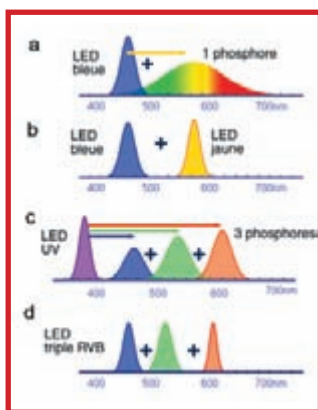 a
LED bleue + 1 phosphore
400 500 600 700nm
b
LED bleue + LED jaune
400 500 600 700nm
c
LED UV + + 3 phosphores
400 500 600 700nm
d
LED triple RVB + +
400 500 600 700nm